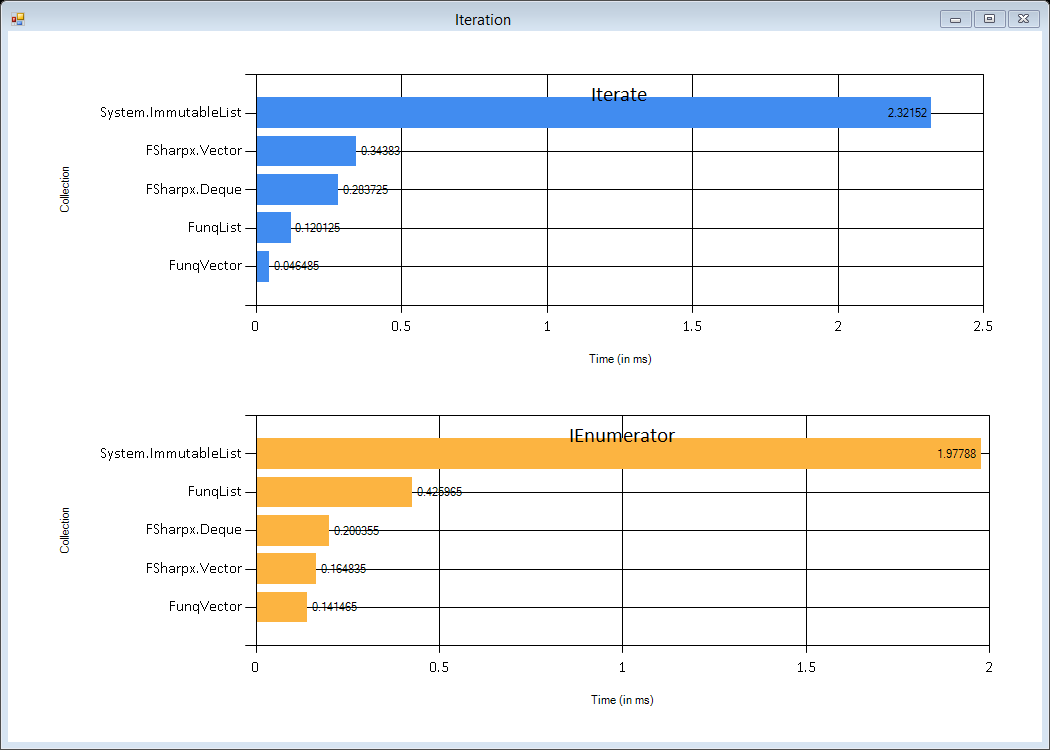 Iteration
Iterate
System.ImmutableList 2.32152
FSharpx.Vector 0.34383
FSharpx.Deque 0.283725
FunqList 0.120125
FunqVector 0.046485
Collection
0 0.5 1 1.5 2 2.5
Time (in ms)
IEnumerator
System.ImmutableList 1.97788
FunqList 0.425965
FSharpx.Deque 0.200355
FSharpx.Vector 0.164835
FunqVector 0.141465
Collection
0 0.5 1 1.5 2
Time (in ms)